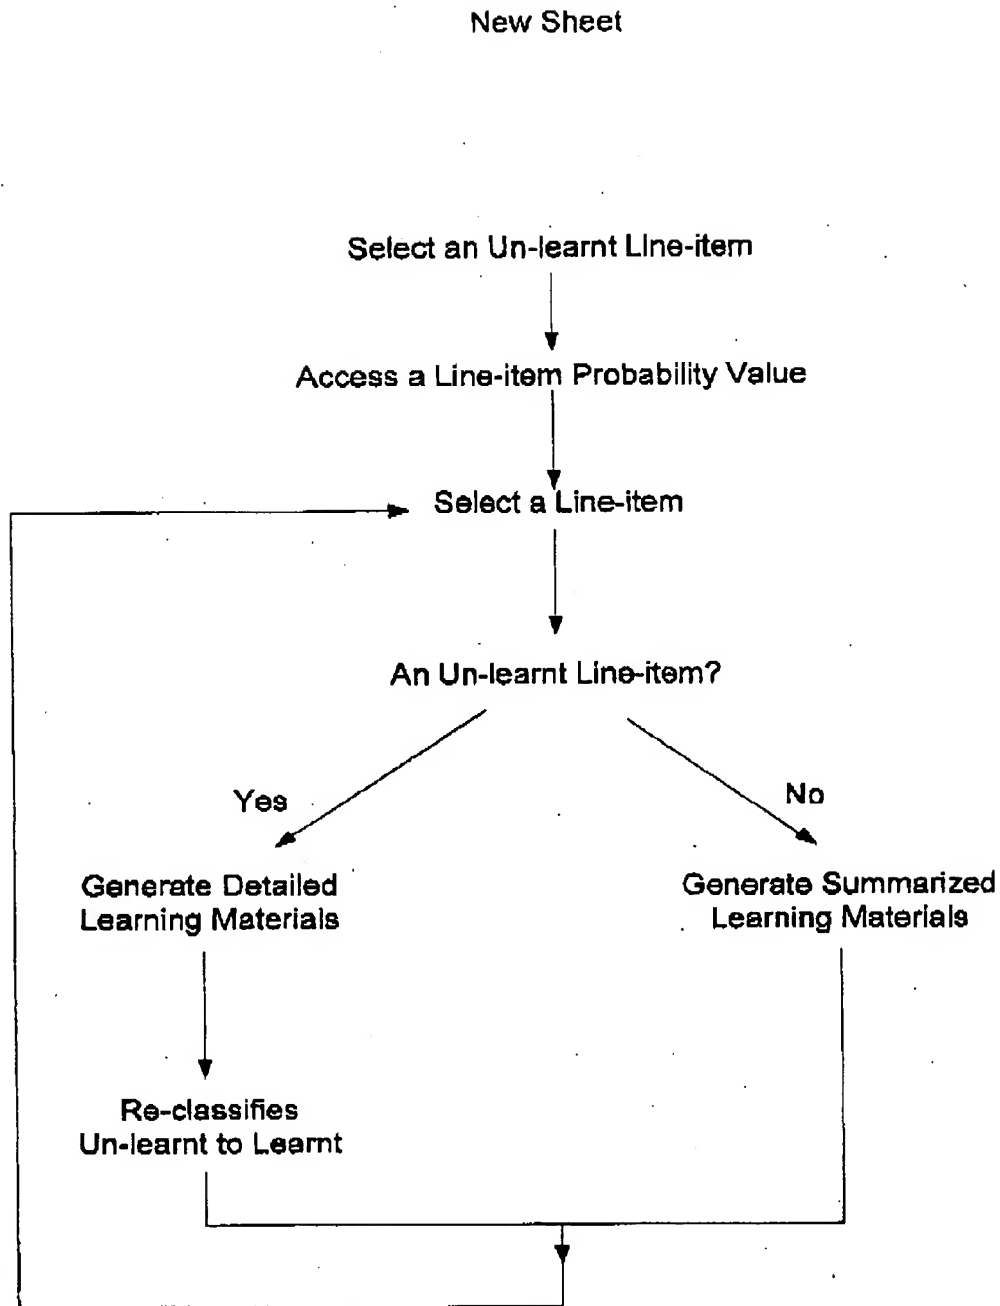 New Sheet
Select an Un-learnt Line-item
Access a Line-item Probability Value
Select a Line-item
An Un-learnt Line-item?
Yes
No
Generate Detailed
Learning Materials
Generate Summarized
Learning Materials
Re-classifies
Un-learnt to Learnt